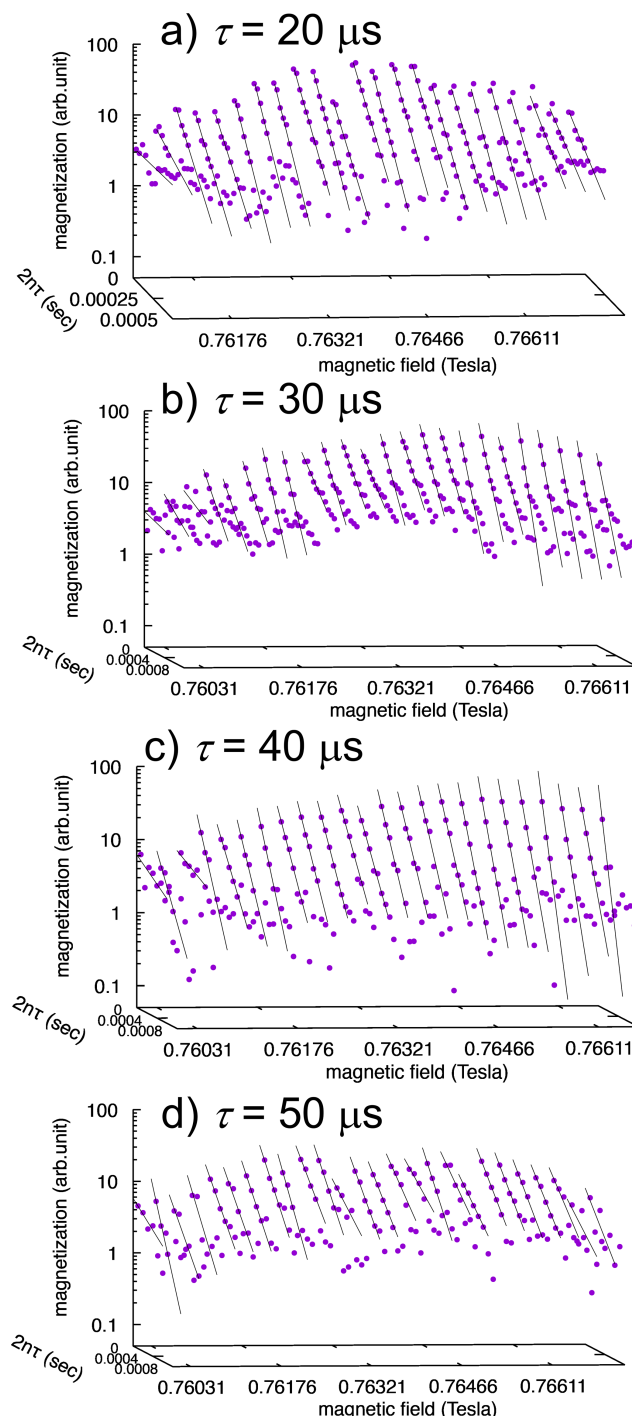 a) τ = 20 μs
100
10
1
0.1
magnetization (arb.unit)
0
0.00025
0.0005
2nτ (sec)
0.76176 0.76321 0.76466 0.76611
magnetic field (Tesla)
b) τ = 30 μs
100
10
1
0.1
magnetization (arb.unit)
0
0.0004
0.0008
2nτ (sec)
0.76031 0.76176 0.76321 0.76466 0.76611
magnetic field (Tesla)
c) τ = 40 μs
100
10
1
0.1
magnetization (arb.unit)
0
0.0004
0.0008
2nτ (sec)
0.76031 0.76176 0.76321 0.76466 0.76611
magnetic field (Tesla)
d) τ = 50 μs
100
10
1
0.1
magnetization (arb.unit)
0
0.0004
0.0008
2nτ (sec)
0.76031 0.76176 0.76321 0.76466 0.76611
magnetic field (Tesla)